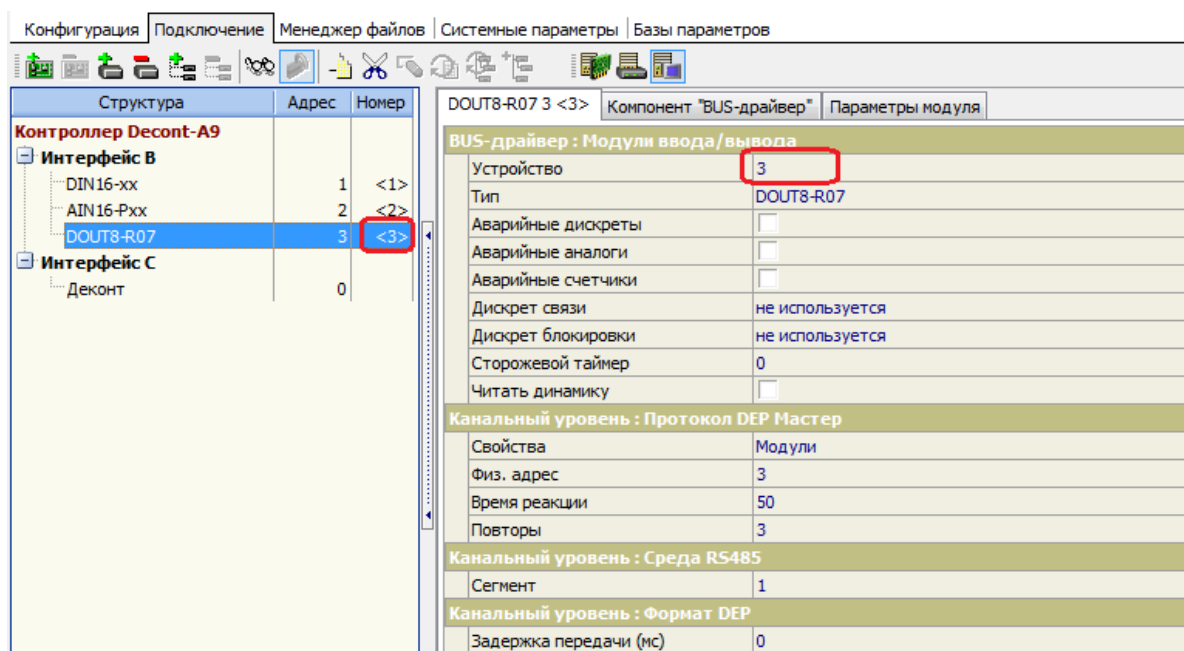 Конфигурация Подключение Менеджер файлов Системные параметры Базы параметров
Структура Адрес Номер
Контроллер Decont-A9
Интерфейс В
DIN16-xx 1 <1>
AIN16-Pxx 2 <2>
DOUT8-R07 3 <3>
Интерфейс С
Деконт 0
DOUT8-R07 3 <3> Компонент "BUS-драйвер" Параметры модуля
BUS-драйвер : Модули ввода/вывода
Устройство 3
Тип DOUT8-R07
Аварийные дискреты
Аварийные аналоги
Аварийные счетчики
Дискрет связи не используется
Дискрет блокировки не используется
Сторожевой таймер 0
Читать динамику
Канальный уровень : Протокол DEP Мастер
Свойства Модули
Физ. адрес 3
Время реакции 50
Повторы 3
Канальный уровень : Среда RS485
Сегмент 1
Канальный уровень : Формат DEP
Задержка передачи (мс) 0